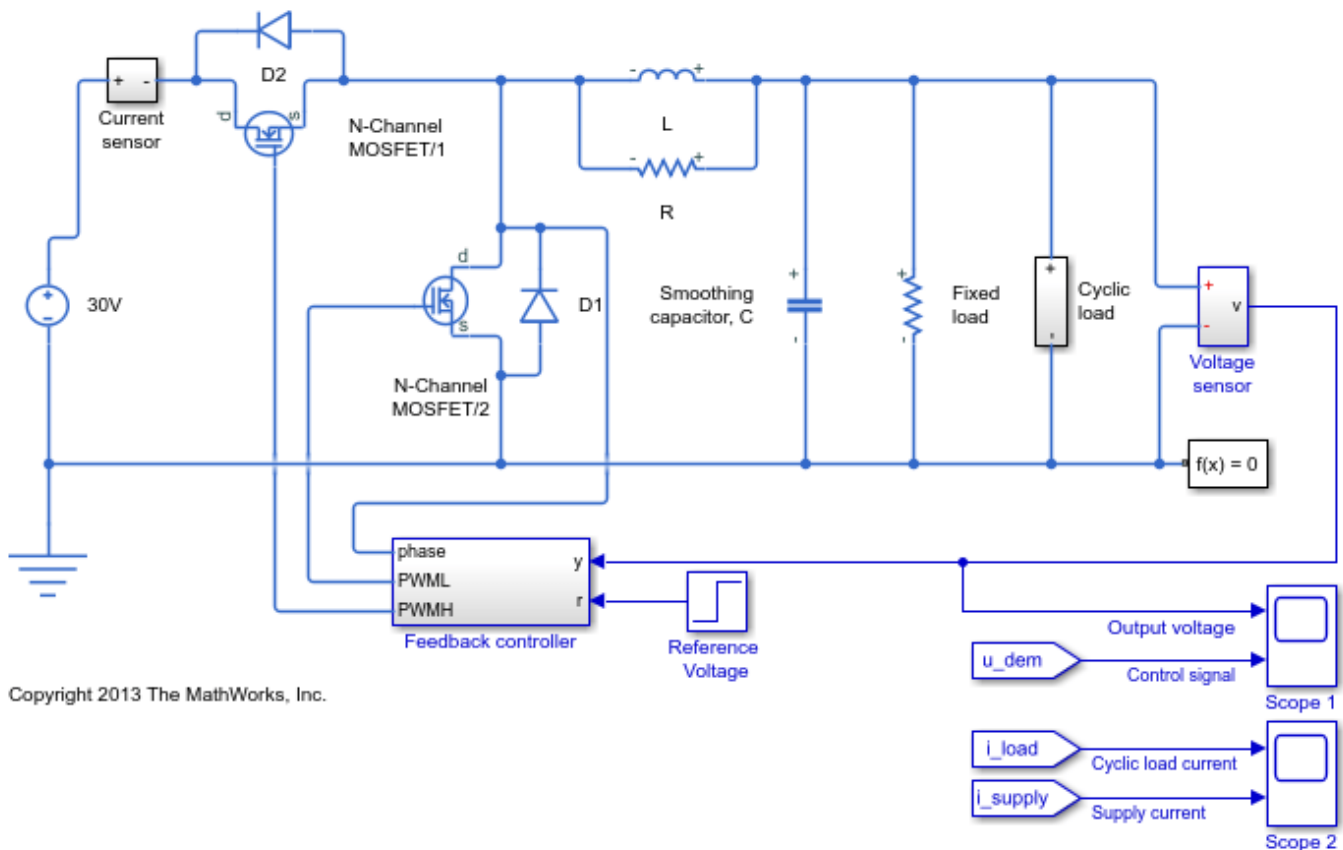 D2
+ -
Current
sensor
d
s
N-Channel
MOSFET/1
- +
L
- +
R
+
30V
d
s
D1
N-Channel
MOSFET/2
Smoothing
capacitor, C
+
-
Fixed
load
+
-
Cyclic
load
+
-
+
-
v
Voltage
sensor
f(x) = 0
phase
PWML
PWMH
y
r
Feedback controller
Reference
Voltage
Output voltage
u_dem
Control signal
Scope 1
i_load
Cyclic load current
i_supply
Supply current
Scope 2
Copyright 2013 The MathWorks, Inc.